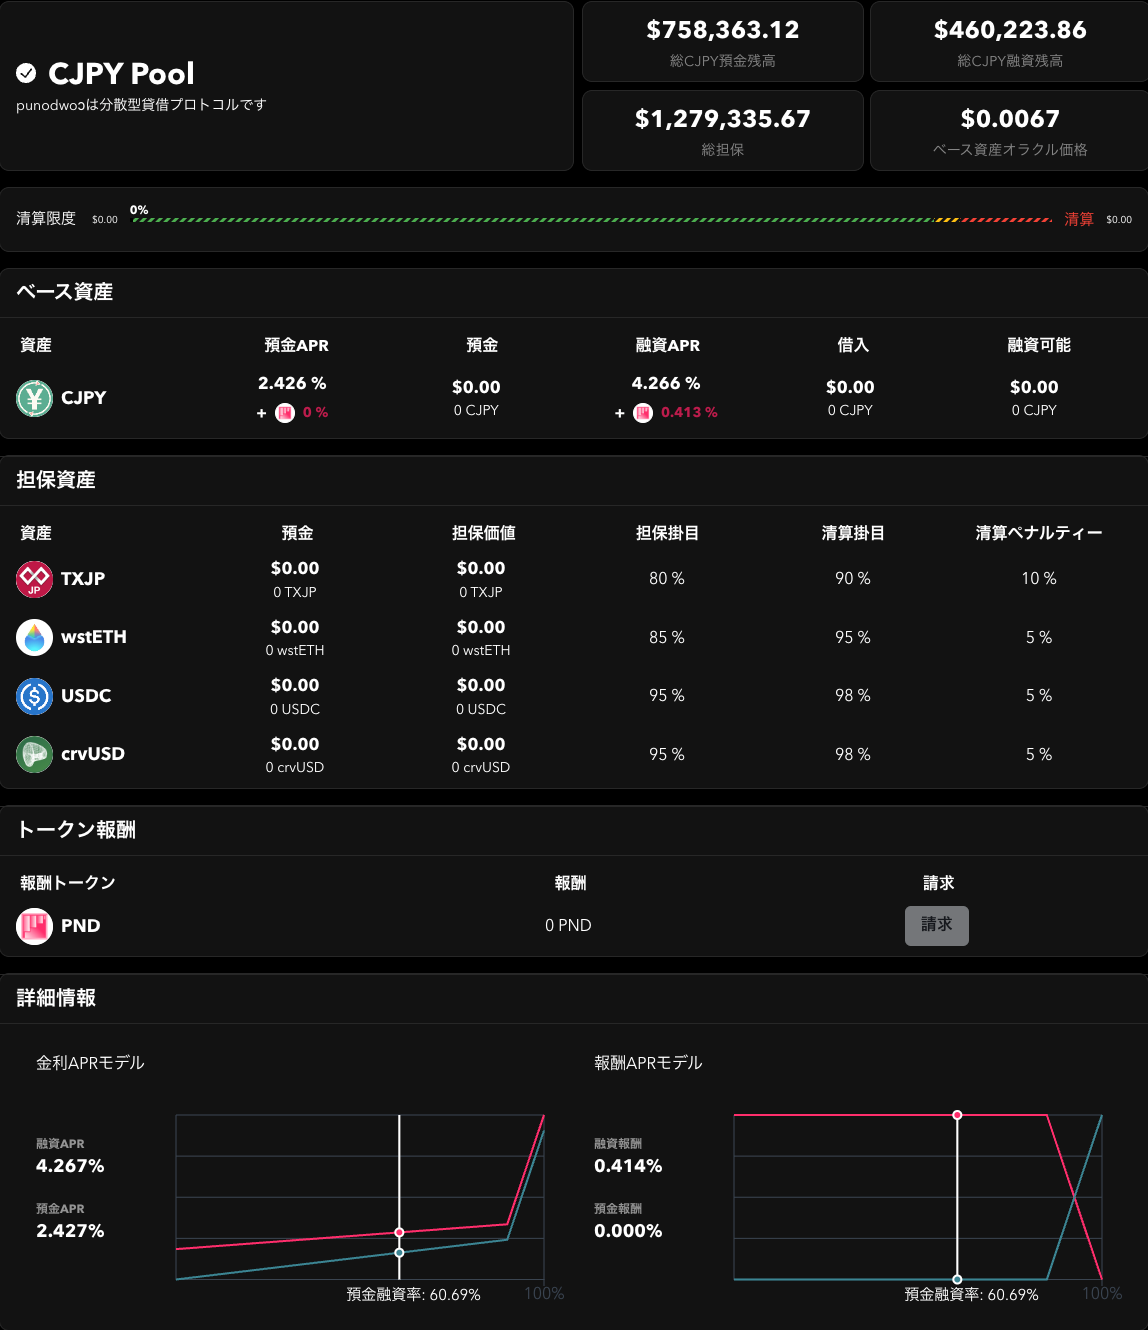 CJPY Pool
punodwoɔは分散型貸借プロトコルです
$758,363.12
総CJPY預金残高
$460,223.86
総CJPY融資残高
$1,279,335.67
総担保
$0.0067
ベース資産オラクル価格
清算限度 $0.00 0% 清算 $0.00
ベース資産
資産 預金APR 預金 融資APR 借入 融資可能
CJPY 2.426 % $0.00 4.266 % $0.00 $0.00
+ 0 % 0 CJPY + 0.413 % 0 CJPY 0 CJPY
担保資産
資産 預金 担保価値 担保掛目 清算掛目 清算ペナルティー
JP TXJP $0.00 $0.00 80 % 90 % 10 %
0 TXJP 0 TXJP
wstETH $0.00 $0.00 85 % 95 % 5 %
0 wstETH 0 wstETH
USDC $0.00 $0.00 95 % 98 % 5 %
0 USDC 0 USDC
crvUSD $0.00 $0.00 95 % 98 % 5 %
0 crvUSD 0 crvUSD
トークン報酬
報酬トークン 報酬 請求
PND 0 PND 請求
詳細情報
金利APRモデル
融資APR
4.267%
預金APR
2.427%
預金融資率: 60.69% 100%
報酬APRモデル
融資報酬
0.414%
預金報酬
0.000%
預金融資率: 60.69% 100%